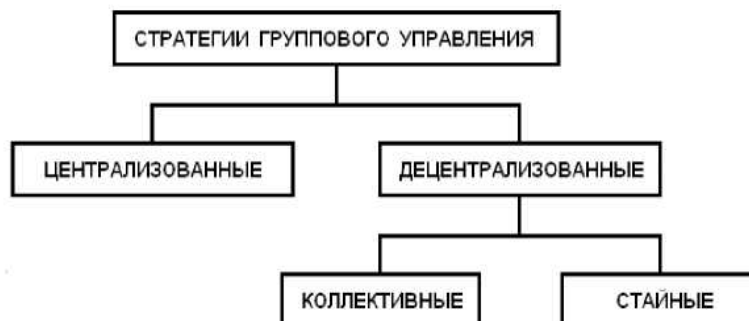 СТРАТЕГИИ ГРУППОВОГО УПРАВЛЕНИЯ
ЦЕНТРАЛИЗОВАННЫЕ
ДЕЦЕНТРАЛИЗОВАННЫЕ
КОЛЛЕКТИВНЫЕ
СТАЙНЫЕ